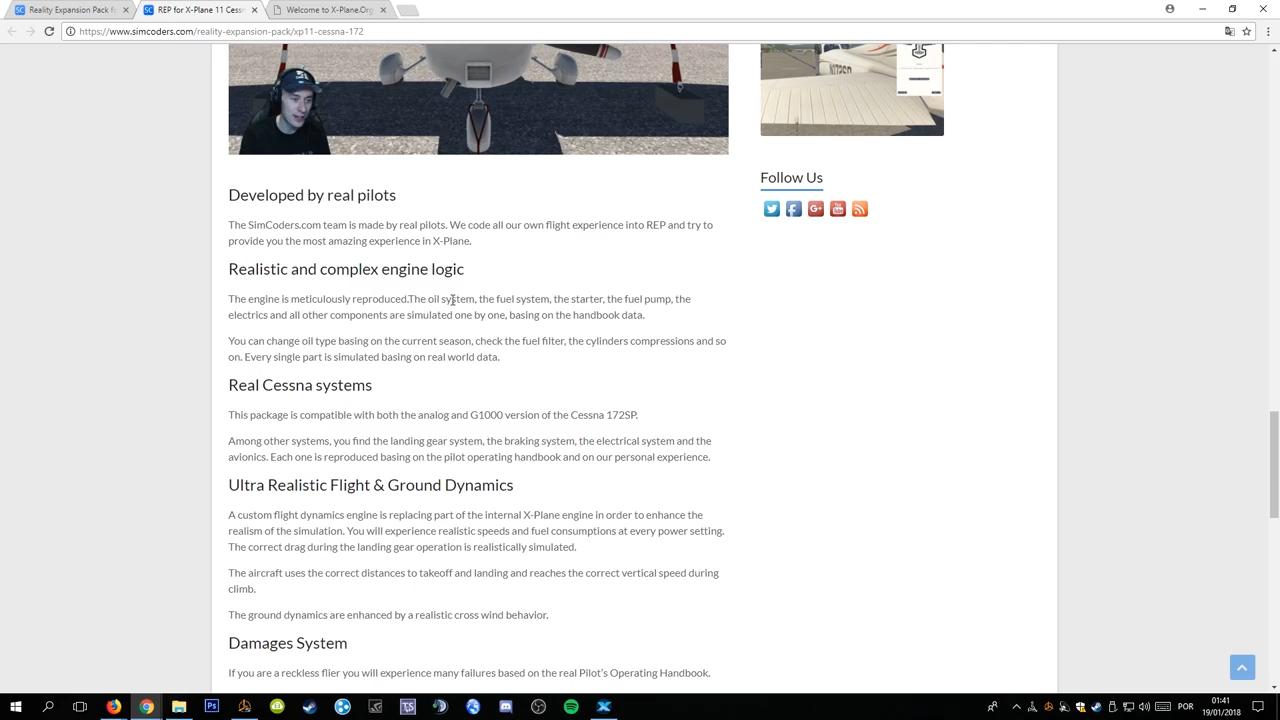 Reality Expansion Pack f
REP for X-Plane 11 Cess
Welcome to X-Plane.Org
https://www.simcoders.com/reality-expansion-pack/xp11-cessna-172
Follow Us
Developed by real pilots
The SimCoders.com team is made by real pilots. We code all our own flight experience into REP and try to
provide you the most amazing experience in X-Plane.
Realistic and complex engine logic
The engine is meticulously reproduced.The oil system, the fuel system, the starter, the fuel pump, the
electrics and all other components are simulated one by one, basing on the handbook data.
You can change oil type basing on the current season, check the fuel filter, the cylinders compressions and so
on. Every single part is simulated basing on real world data.
Real Cessna systems
This package is compatible with both the analog and G1000 version of the Cessna 172SP.
Among other systems, you find the landing gear system, the braking system, the electrical system and the
avionics. Each one is reproduced basing on the pilot operating handbook and on our personal experience.
Ultra Realistic Flight & Ground Dynamics
A custom flight dynamics engine is replacing part of the internal X-Plane engine in order to enhance the
realism of the simulation. You will experience realistic speeds and fuel consumptions at every power setting.
The correct drag during the landing gear operation is realistically simulated.
The aircraft uses the correct distances to takeoff and landing and reaches the correct vertical speed during
climb.
The ground dynamics are enhanced by a realistic cross wind behavior.
Damages System
If you are a reckless flier you will experience many failures based on the real Pilot's Operating Handbook.
POR
01:41
19/01/2018